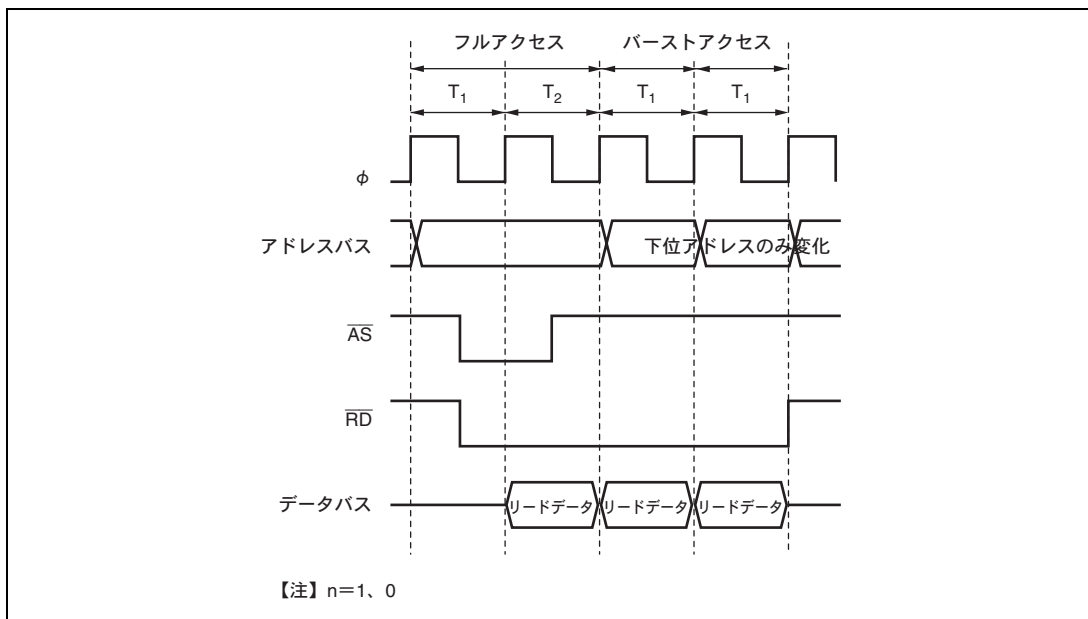 フルアクセス バーストアクセス
T1 T2 T1 T1
φ
アドレスバス 下位アドレスのみ変化
AS
RD
データバス リードデータ リードデータ リードデータ
【注】n=1、0